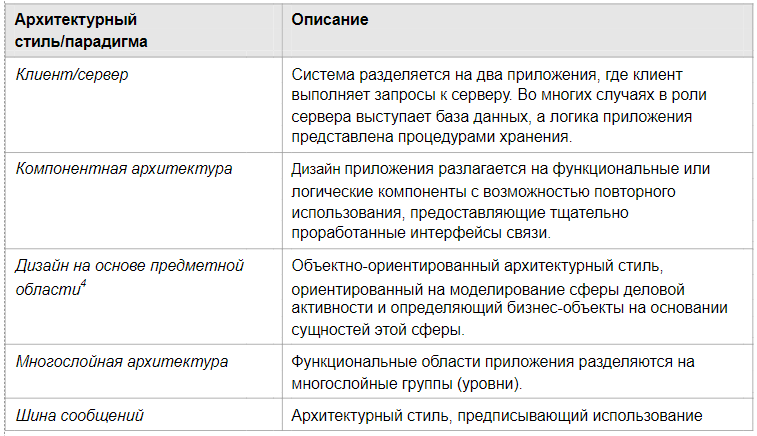 Архитектурный
стиль/парадигма
Описание
Клиент/сервер
Система разделяется на два приложения, где клиент
выполняет запросы к серверу. Во многих случаях в роли
сервера выступает база данных, а логика приложения
представлена процедурами хранения.
Компонентная архитектура
Дизайн приложения разлагается на функциональные или
логические компоненты с возможностью повторного
использования, предоставляющие тщательно
проработанные интерфейсы связи.
Дизайн на основе предметной
области4
Объектно-ориентированный архитектурный стиль,
ориентированный на моделирование сферы деловой
активности и определяющий бизнес-объекты на основании
сущностей этой сферы.
Многослойная архитектура
Функциональные области приложения разделяются на
многослойные группы (уровни).
Шина сообщений
Архитектурный стиль, предписывающий использование